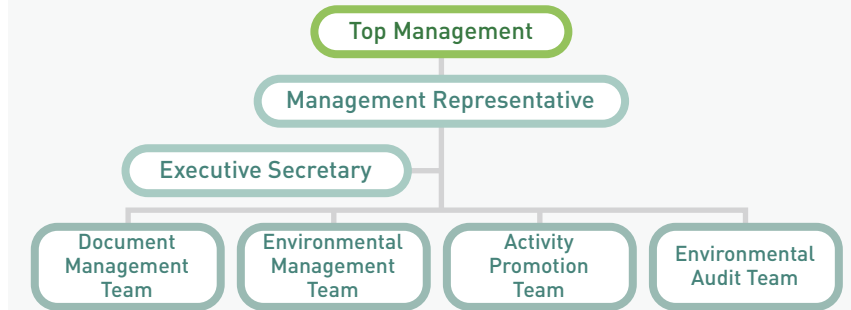 Top Management
Management Representative
Executive Secretary
Document
Management
Team
Environmental
Management
Team
Activity
Promotion
Team
Environmental
Audit Team